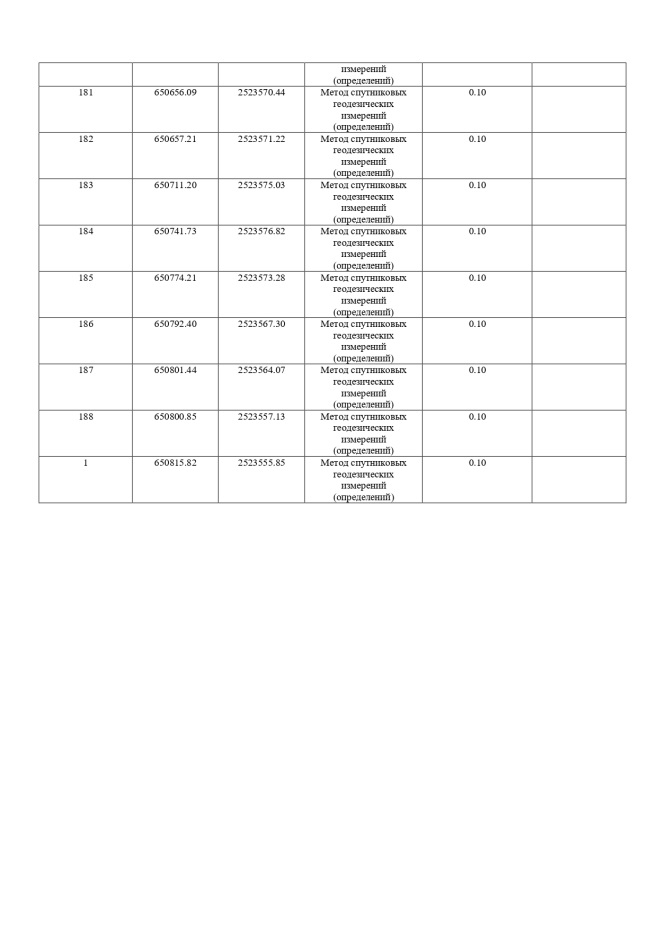 измерений
(определений)
181 650656.09 2523570.44 Метод спутниковых 0.10
геодезических
измерений
(определений)
182 650657.21 2523571.22 Метод спутниковых 0.10
геодезических
измерений
(определений)
183 650711.20 2523575.03 Метод спутниковых 0.10
геодезических
измерений
(определений)
184 650741.73 2523576.82 Метод спутниковых 0.10
геодезических
измерений
(определений)
185 650774.21 2523573.28 Метод спутниковых 0.10
геодезических
измерений
(определений)
186 650792.40 2523567.30 Метод спутниковых 0.10
геодезических
измерений
(определений)
187 650801.44 2523564.07 Метод спутниковых 0.10
геодезических
измерений
(определений)
188 650800.85 2523557.13 Метод спутниковых 0.10
геодезических
измерений
(определений)
1 650815.82 2523555.85 Метод спутниковых 0.10
геодезических
измерений
(определений)